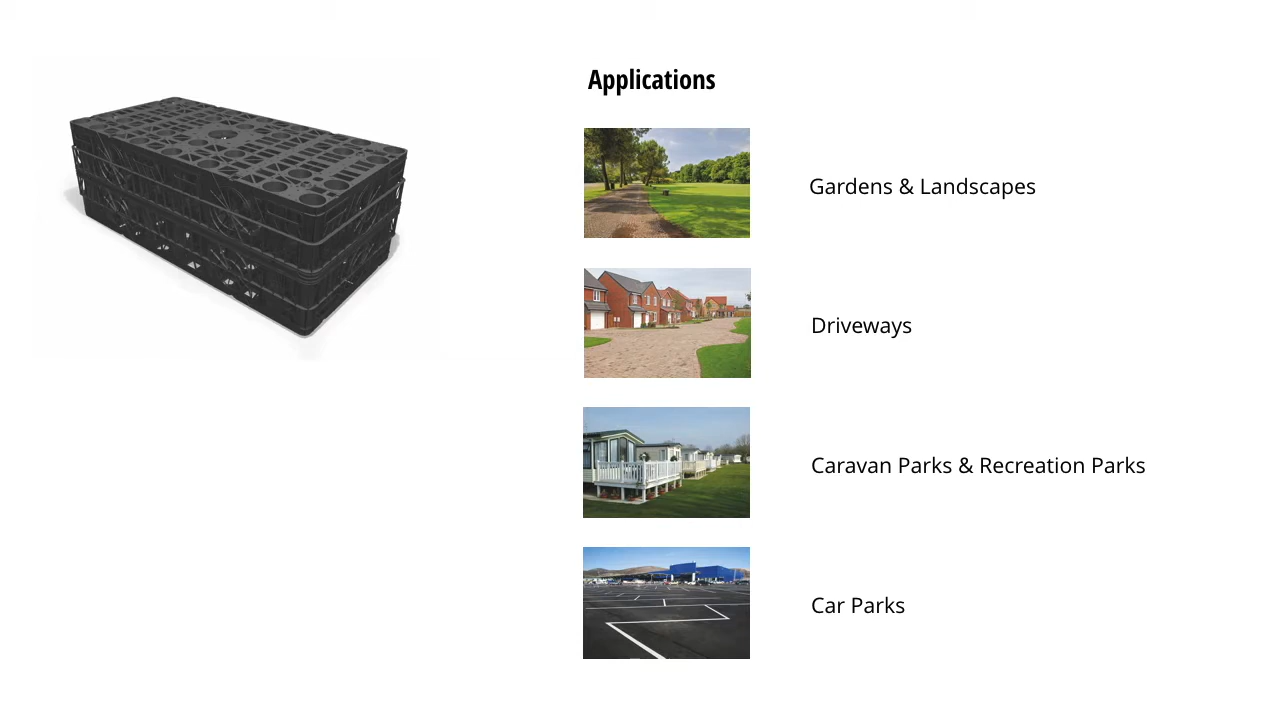 Applications
Gardens & Landscapes
Driveways
Caravan Parks & Recreation Parks
Car Parks